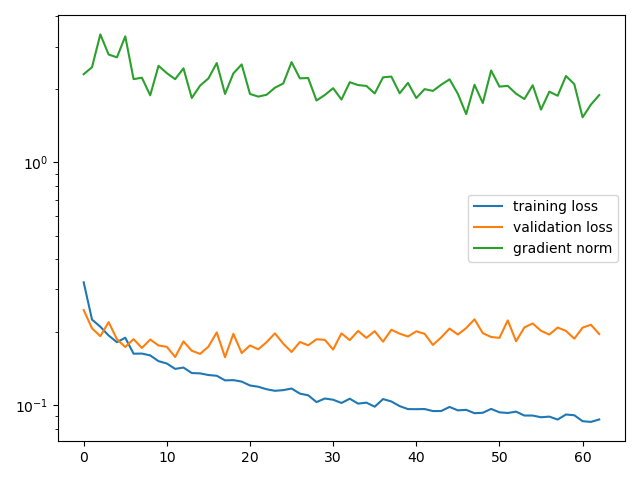 10⁰
10⁻¹
training loss
validation loss
gradient norm
0 10 20 30 40 50 60